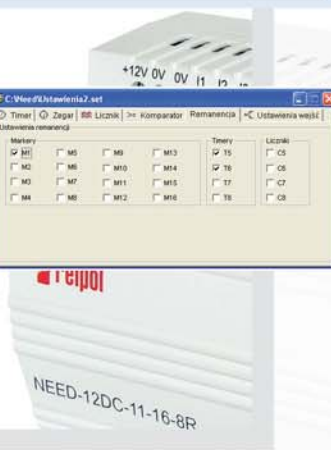 +12V 0V 0V I1 I2
C:\Need\Ustawienia2.set
Timer Zegar Licznik Komparator Remanencja Ustawienia wejść
Ustawienia remanencji
Markery Timery Liczniki
M1 M5 M9 M13 T5 C5
M2 M6 M10 M14 T6 C6
M3 M7 M11 M15 T7 C7
M4 M8 M12 M16 T8 C8
relpol
NEED-12DC-11-16-8R